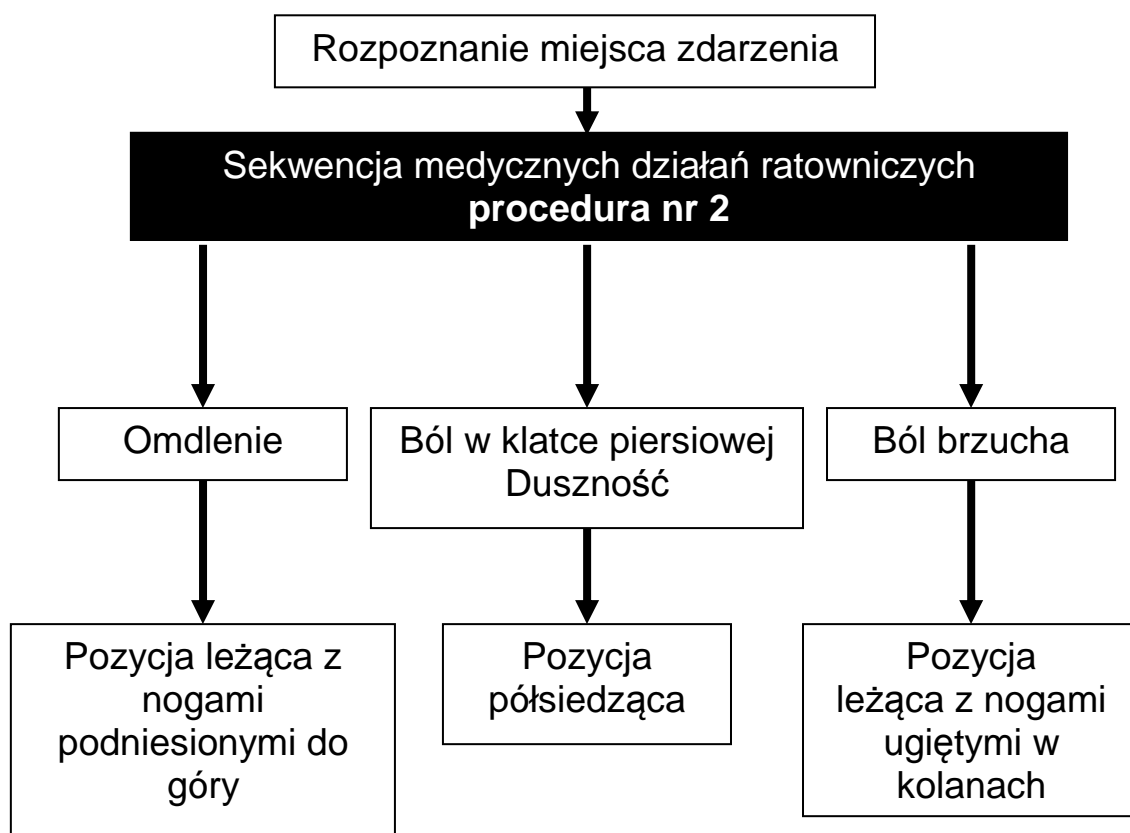 Rozpoznanie miejsca zdarzenia
Sekwencja medycznych działań ratowniczych
procedura nr 2
Omdlenie
Ból w klatce piersiowej
Duszność
Ból brzucha
Pozycja leżąca z
nogami
podniesionymi do
góry
Pozycja
półsiedząca
Pozycja
leżąca z nogami
ugiętymi w
kolanach